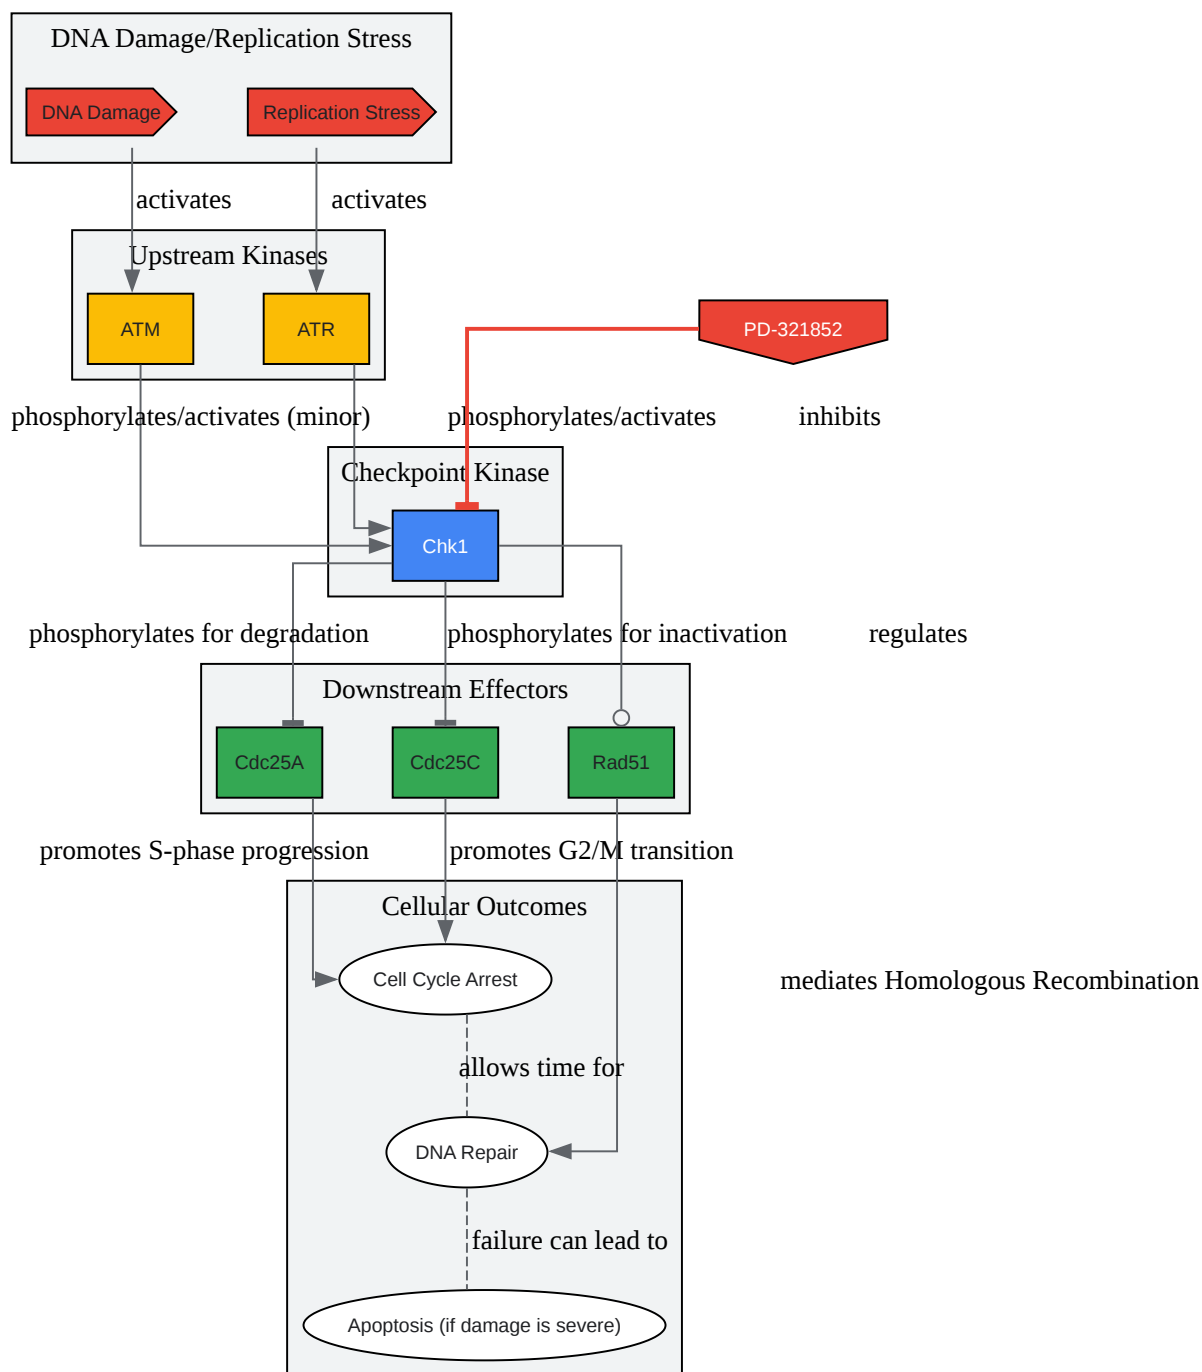 DNA Damage/Replication Stress
DNA Damage
Replication Stress
activates
activates
Upstream Kinases
ATM
ATR
PD-321852
phosphorylates/activates (minor)
phosphorylates/activates
inhibits
Checkpoint Kinase
Chk1
phosphorylates for degradation
phosphorylates for inactivation
regulates
Downstream Effectors
Cdc25A
Cdc25C
Rad51
promotes S-phase progression
promotes G2/M transition
Cellular Outcomes
Cell Cycle Arrest
mediates Homologous Recombination
allows time for
DNA Repair
failure can lead to
Apoptosis (if damage is severe)